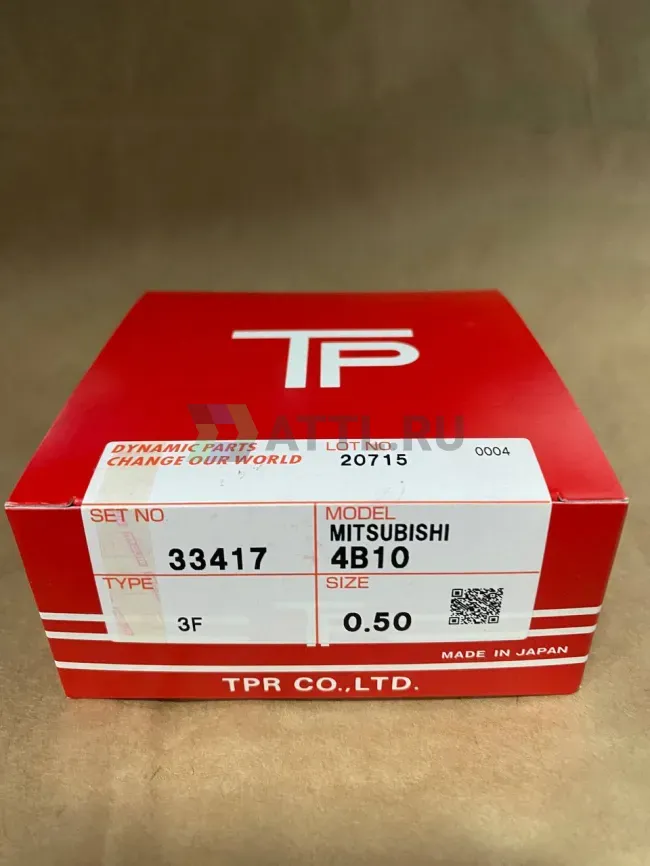 TP
ATTI.RU
DYNAMIC PARTS
CHANGE OUR WORLD
LOT NO.
20715
0004
SET NO
33417
MODEL
MITSUBISHI
4B10
TYPE
3F
SIZE
0.50
MADE IN JAPAN
TPR CO.,LTD.